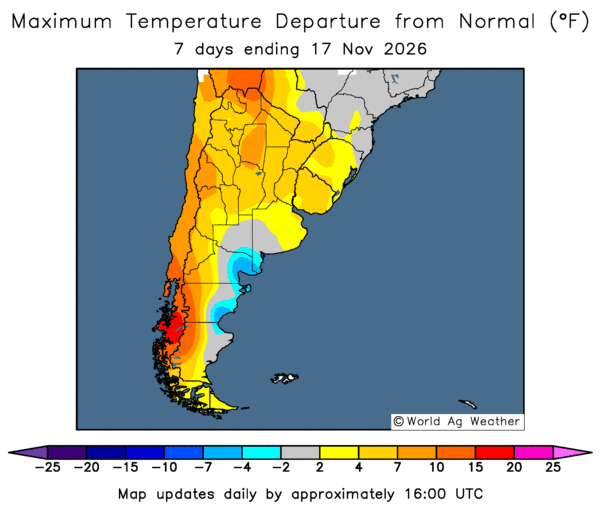 Maximum Temperature Departure from Normal (°F)
7 days ending 17 Nov 2026
© World Ag Weather
-25 -20 -15 -10 -7 -4 -2 2 4 7 10 15 20 25
Map updates daily by approximately 16:00 UTC